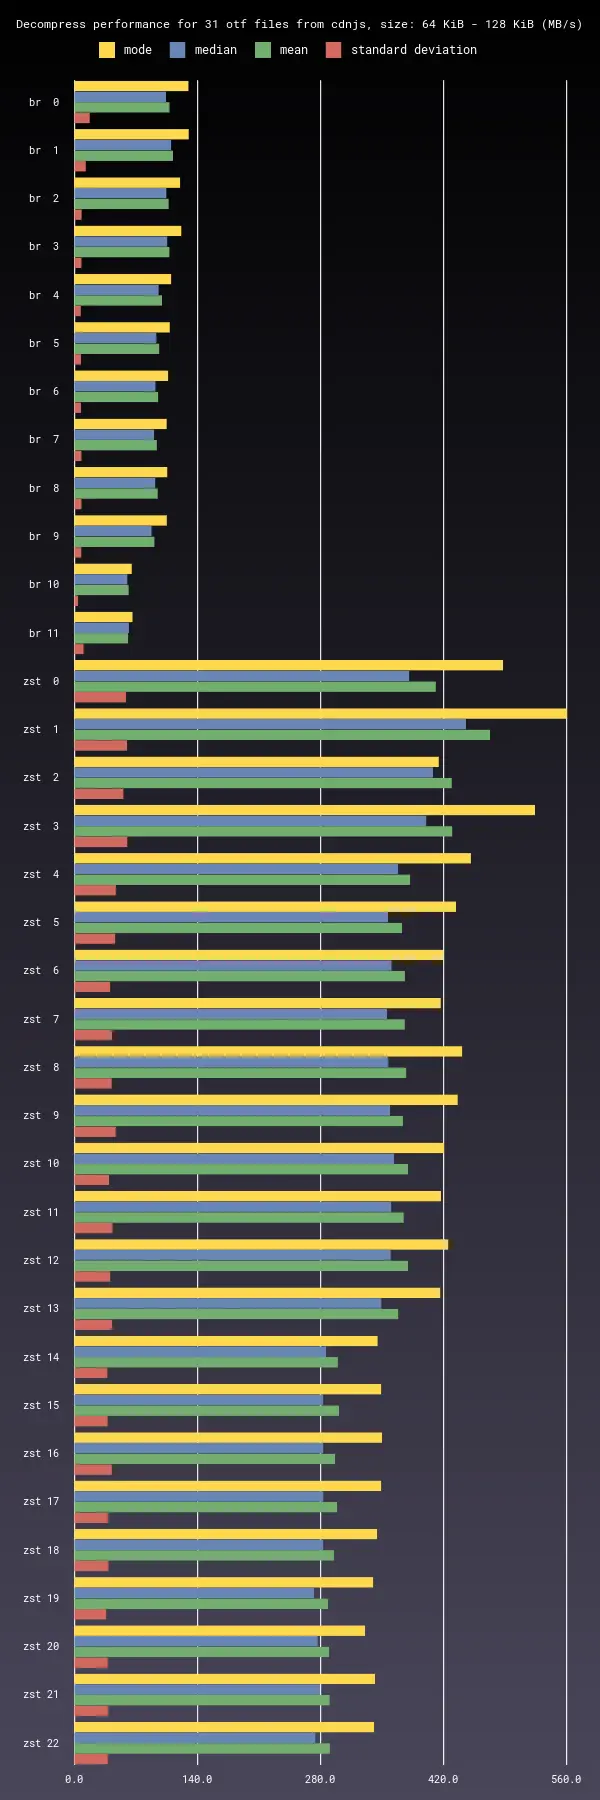 Decompress performance for 31 otf files from cdnjs, size: 64 KiB - 128 KiB (MB/s)
mode median mean standard deviation
br 0
br 1
br 2
br 3
br 4
br 5
br 6
br 7
br 8
br 9
br 10
br 11
zst 0
zst 1
zst 2
zst 3
zst 4
zst 5
zst 6
zst 7
zst 8
zst 9
zst 10
zst 11
zst 12
zst 13
zst 14
zst 15
zst 16
zst 17
zst 18
zst 19
zst 20
zst 21
zst 22
0.0 140.0 280.0 420.0 560.0